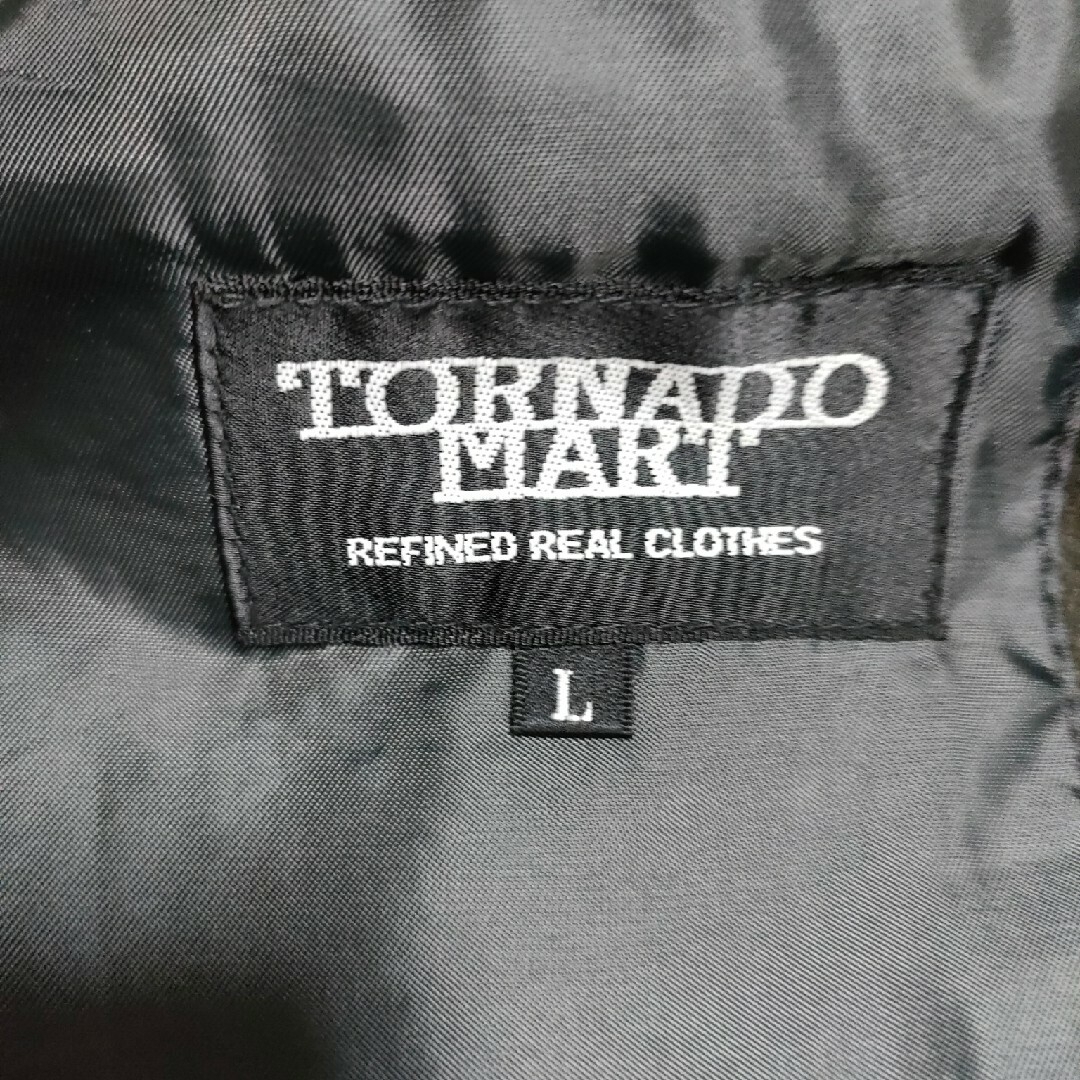 TORNADO
MART
REFINED REAL CLOTHES
L